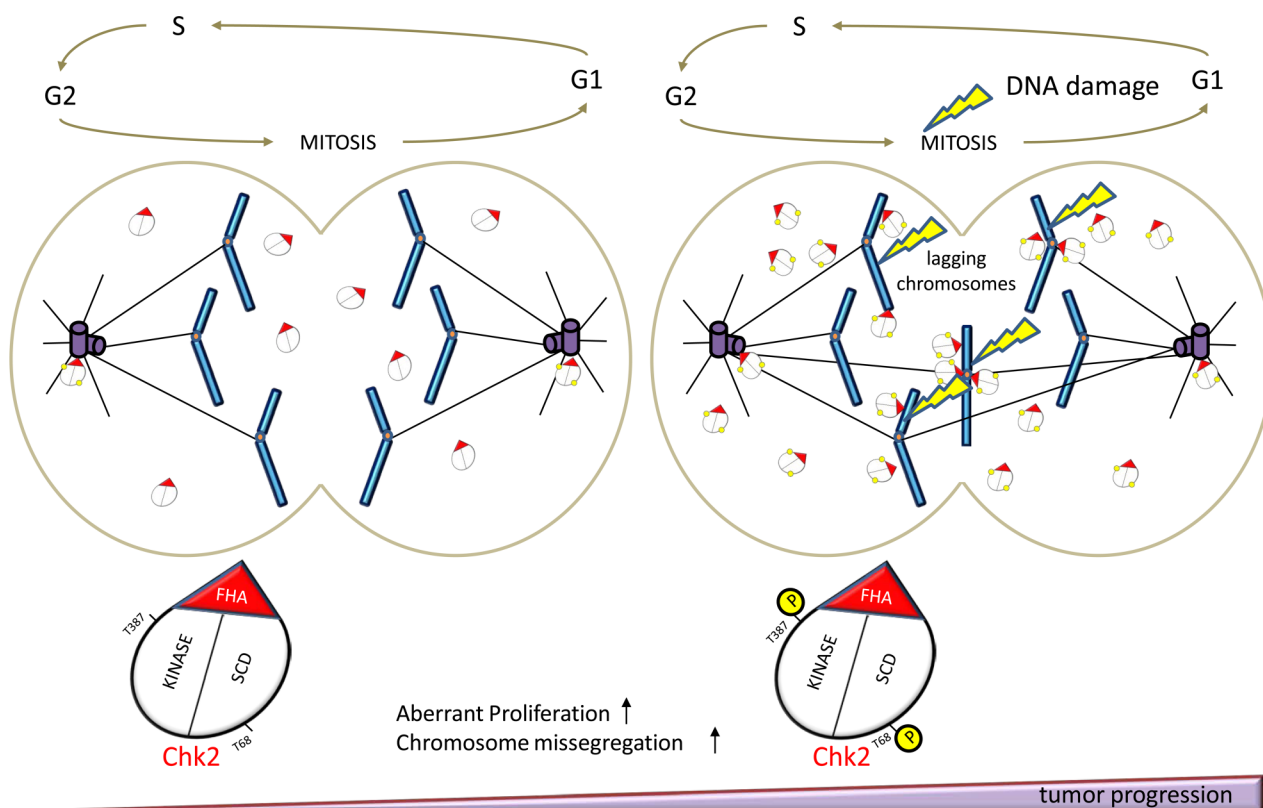 S
G2
G1
MITOSIS
S
G2
DNA damage
G1
MITOSIS
lagging
chromosomes
FHA
T387
KINASE
SCD
T68
Chk2
P
FHA
T387
KINASE
SCD
T68
P
Chk2
Aberrant Proliferation ↑
Chromosome missegregation ↑
tumor progression